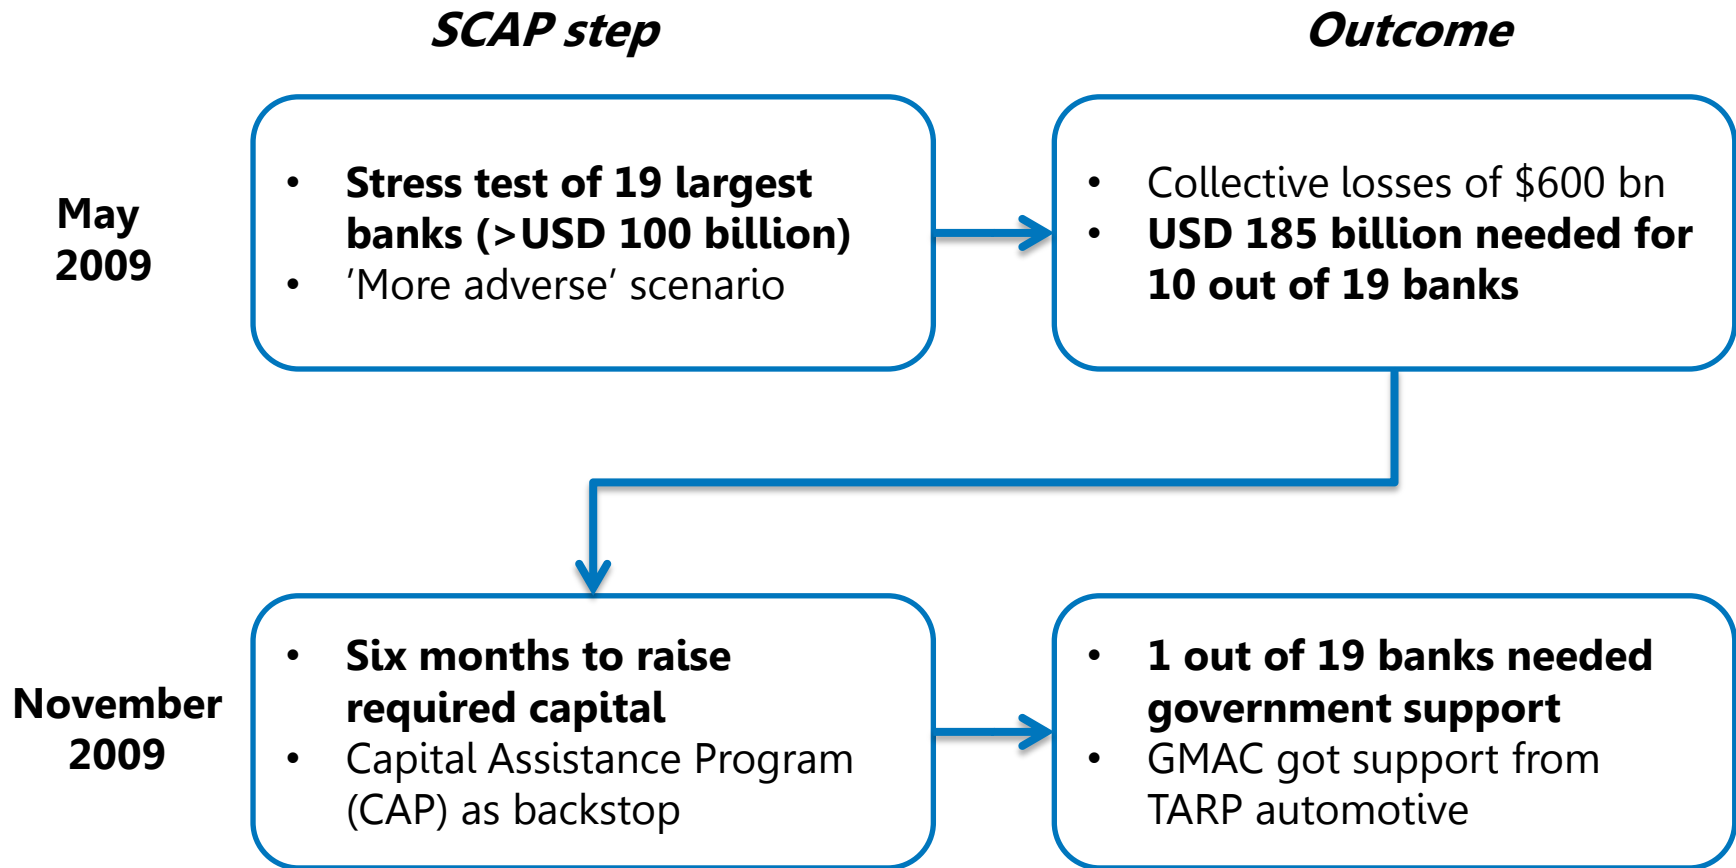 SCAP step
Outcome
May
2009
• Stress test of 19 largest
banks (>USD 100 billion)
• ‘More adverse’ scenario
• Collective losses of $600 bn
• USD 185 billion needed for
10 out of 19 banks
November
2009
• Six months to raise
required capital
• Capital Assistance Program
(CAP) as backstop
• 1 out of 19 banks needed
government support
• GMAC got support from
TARP automotive